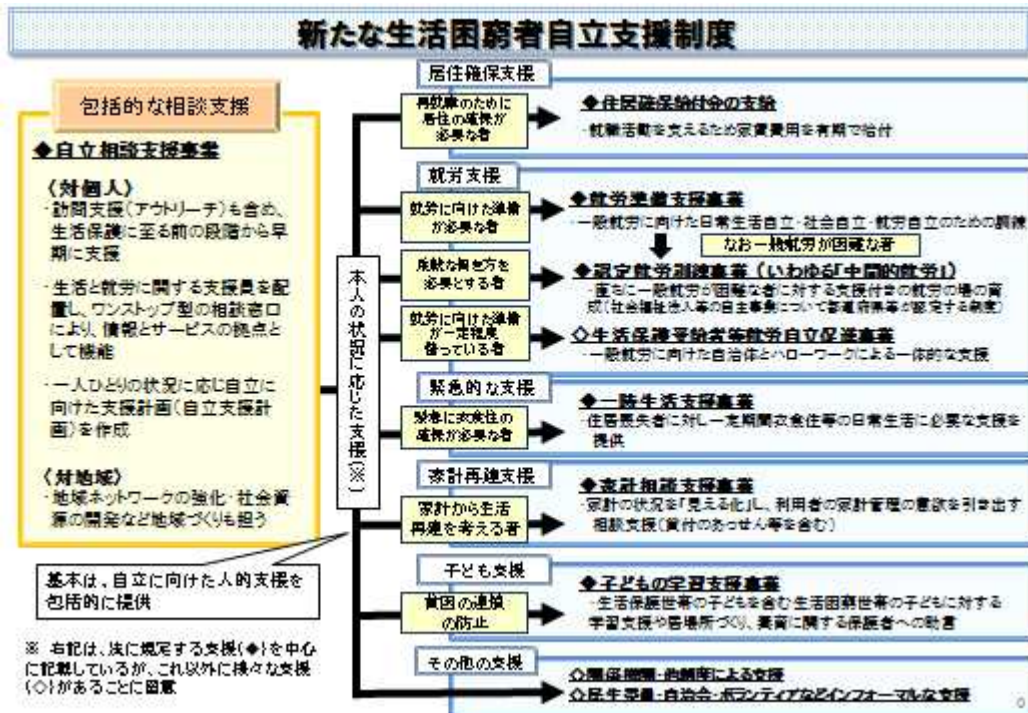 新たな生活困窮者自立支援制度
包括的な相談支援
◆自立相談支援事業
〈対個人〉
・訪問支援(アウトリーチ)も含め、
生活保護に至る前の段階から早
期に支援
・生活と就労に関する支援員を配
置し、ワンストップ型の相談窓口
により、情報とサービスの拠点と
して機能
・一人ひとりの状況に応じ自立に
向けた支援計画(自立支援計
画)を作成
〈対地域〉
・地域ネットワークの強化・社会資
源の開発など地域づくりも担う
基本は、自立に向けた人的支援を
包括的に提供
※ 右記は、法に規定する支援(◆)を中心
に記載しているが、これ以外に様々な支援
(◇)があることに留意
本人の状況に応じた支援(※)
居住確保支援
再就職のために
居住の確保が
必要な者
◆住居確保給付金の支給
・就職活動を支えるため家賃費用を有期で給付
就労支援
就労に向けた準備
が必要な者
◆就労準備支援事業
・一般就労に向けた日常生活自立・社会自立・就労自立のための訓練
なお一般就労が困難な者
柔軟な働き方を
必要とする者
◆認定就労訓練事業(いわゆる「中間的就労」)
・直ちに一般就労が困難な者に対する支援付きの就労の場の育
成(社会福祉法人等の自主事業について都道府県等が認定する制度)
就労に向けた準備
が一定程度
整っている者
◇生活保護受給者等就労自立促進事業
・一般就労に向けた自治体とハローワークによる一体的な支援
緊急的な支援
緊急に衣食住の
確保が必要な者
◆一時生活支援事業
・住居喪失者に対し一定期間衣食住等の日常生活に必要な支援を
提供
家計再建支援
家計から生活
再建を考える者
◆家計相談支援事業
・家計の状況を「見える化」し、利用者の家計管理の意欲を引き出す
相談支援(貸付のあっせん等を含む)
子ども支援
貧困の連鎖
の防止
◆子どもの学習支援事業
・生活保護世帯の子どもを含む生活困窮世帯の子どもに対する
学習支援や居場所づくり、養育に関する保護者への助言
その他の支援
◇関係機関・他制度による支援
◇民生委員・自治会・ボランティアなどインフォーマルな支援